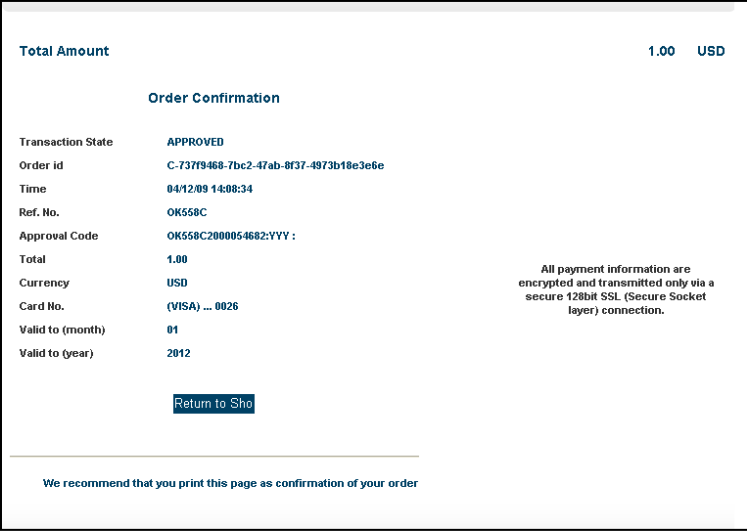 Total Amount 1.00 USD
Order Confirmation
Transaction State APPROVED
Order id C-737f9468-7bc2-47ab-8f37-4973b18e3e6e
Time 04/12/09 14:08:34
Ref. No. OK558C
Approval Code OK558C2000054682:YYY :
Total 1.00
Currency USD
Card No. (VISA) ... 0026
Valid to (month) 01
Valid to (year) 2012
All payment information are
encrypted and transmitted only via a
secure 128bit SSL (Secure Socket
layer) connection.
Return to Sho
We recommend that you print this page as confirmation of your order